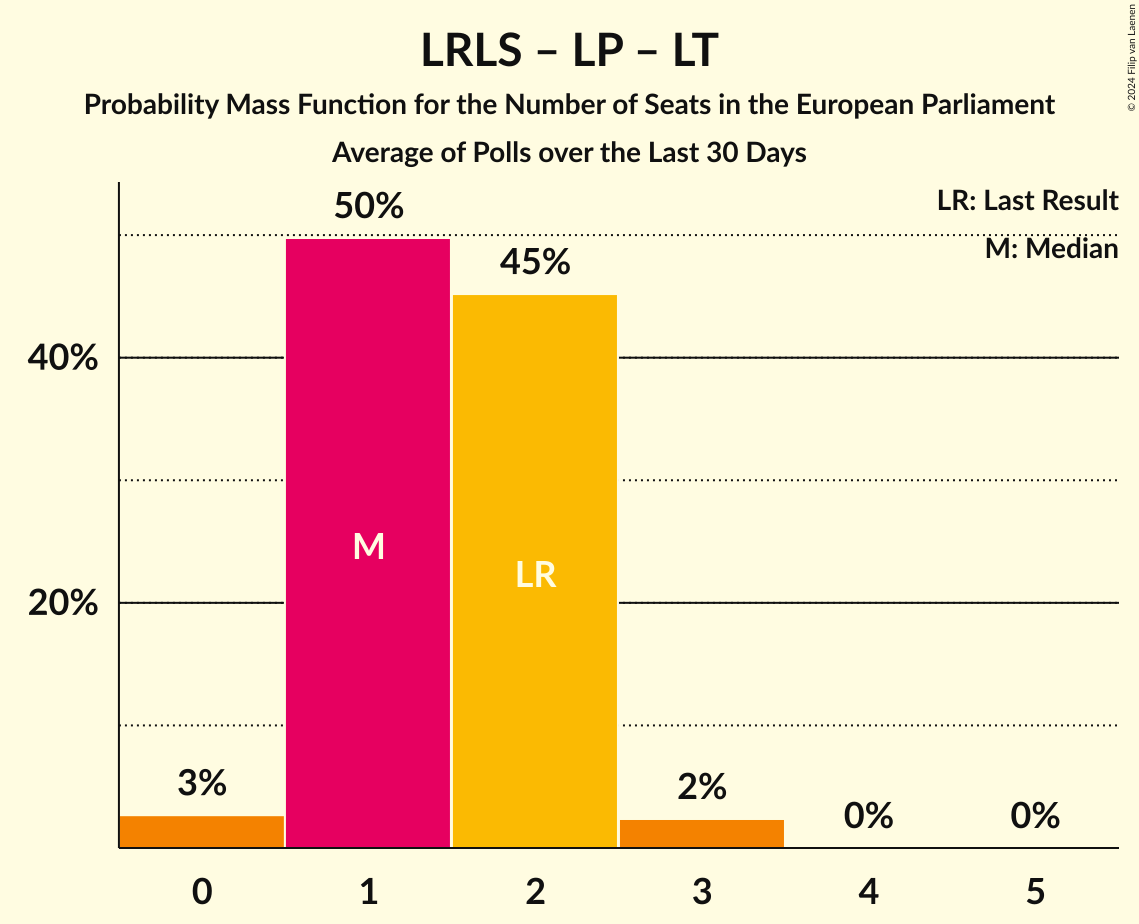 LRLS – LP – LT
Probability Mass Function for the Number of Seats in the European Parliament
Average of Polls over the Last 30 Days
© 2024 Filip van Laenen
LR: Last Result
M: Median
50%
45%
40%
M
LR
20%
3%
2%
0%
0%
0
1
2
3
4
5